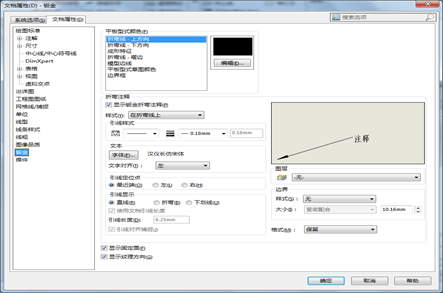 文档属性(D) - 钣金
系统选项(S)
文档属性(D)
搜索选项
绘图标准
注解
尺寸
中心线/中心符号线
DimXpert
表格
视图
虚拟交点
出详图
工程图图纸
网格线/捕捉
单位
线型
线条样式
线粗
图像品质
钣金
焊件
平板型式颜色(F)
折弯线 - 上方向
折弯线 - 下方向
成形特征
折弯线 - 褶边
模型边线
平板型式草图颜色
边界框
编辑(E)...
折弯注释
显示钣金折弯注释(H)
样式(T):
在折弯线上
引线样式
0.18mm
0.18mm
文本
字体(F)...
汉仪长仿宋体
文字对齐(T):
左
引线定位点
最近端(C)
左(L)
右(R)
引线显示
直线(S)
折弯(B)
下划线(U)
使用文档引线长度
引线长度(D):
6.25mm
引线对齐捕捉(J)
显示固定面(F)
显示纹理方向(G)
注释
图层
-无-
边界
样式(S):
无
大小(I):
紧密配合
10.16mm
格式(AA):
保留
确定
取消
帮助